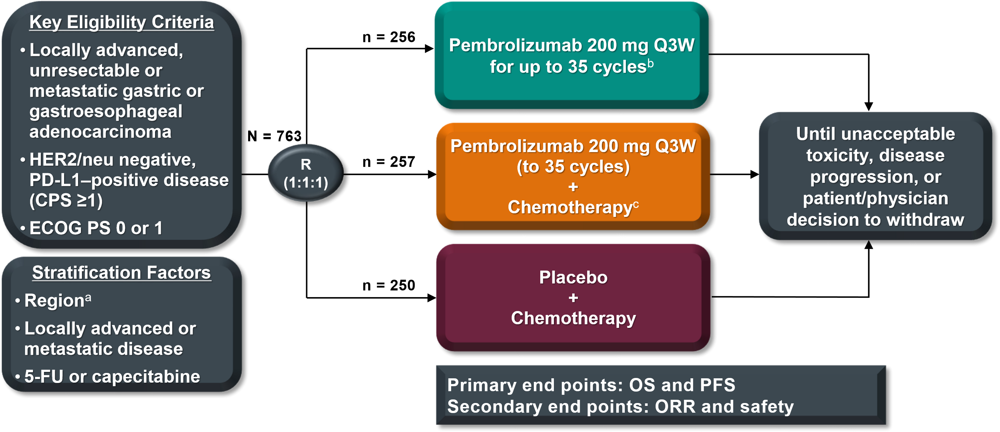 Key Eligibility Criteria
• Locally advanced,
unresectable or
metastatic gastric or
gastroesophageal
adenocarcinoma
• HER2/neu negative,
PD-L1–positive disease
(CPS ≥1)
• ECOG PS 0 or 1
Stratification Factors
• Regionᵃ
• Locally advanced or
metastatic disease
• 5-FU or capecitabine
N = 763
R
(1:1:1)
n = 256
Pembrolizumab 200 mg Q3W
for up to 35 cyclesᵇ
n = 257
Pembrolizumab 200 mg Q3W
(to 35 cycles)
+
Chemotherapyᶜ
n = 250
Placebo
+
Chemotherapy
Until unacceptable
toxicity, disease
progression, or
patient/physician
decision to withdraw
Primary end points: OS and PFS
Secondary end points: ORR and safety